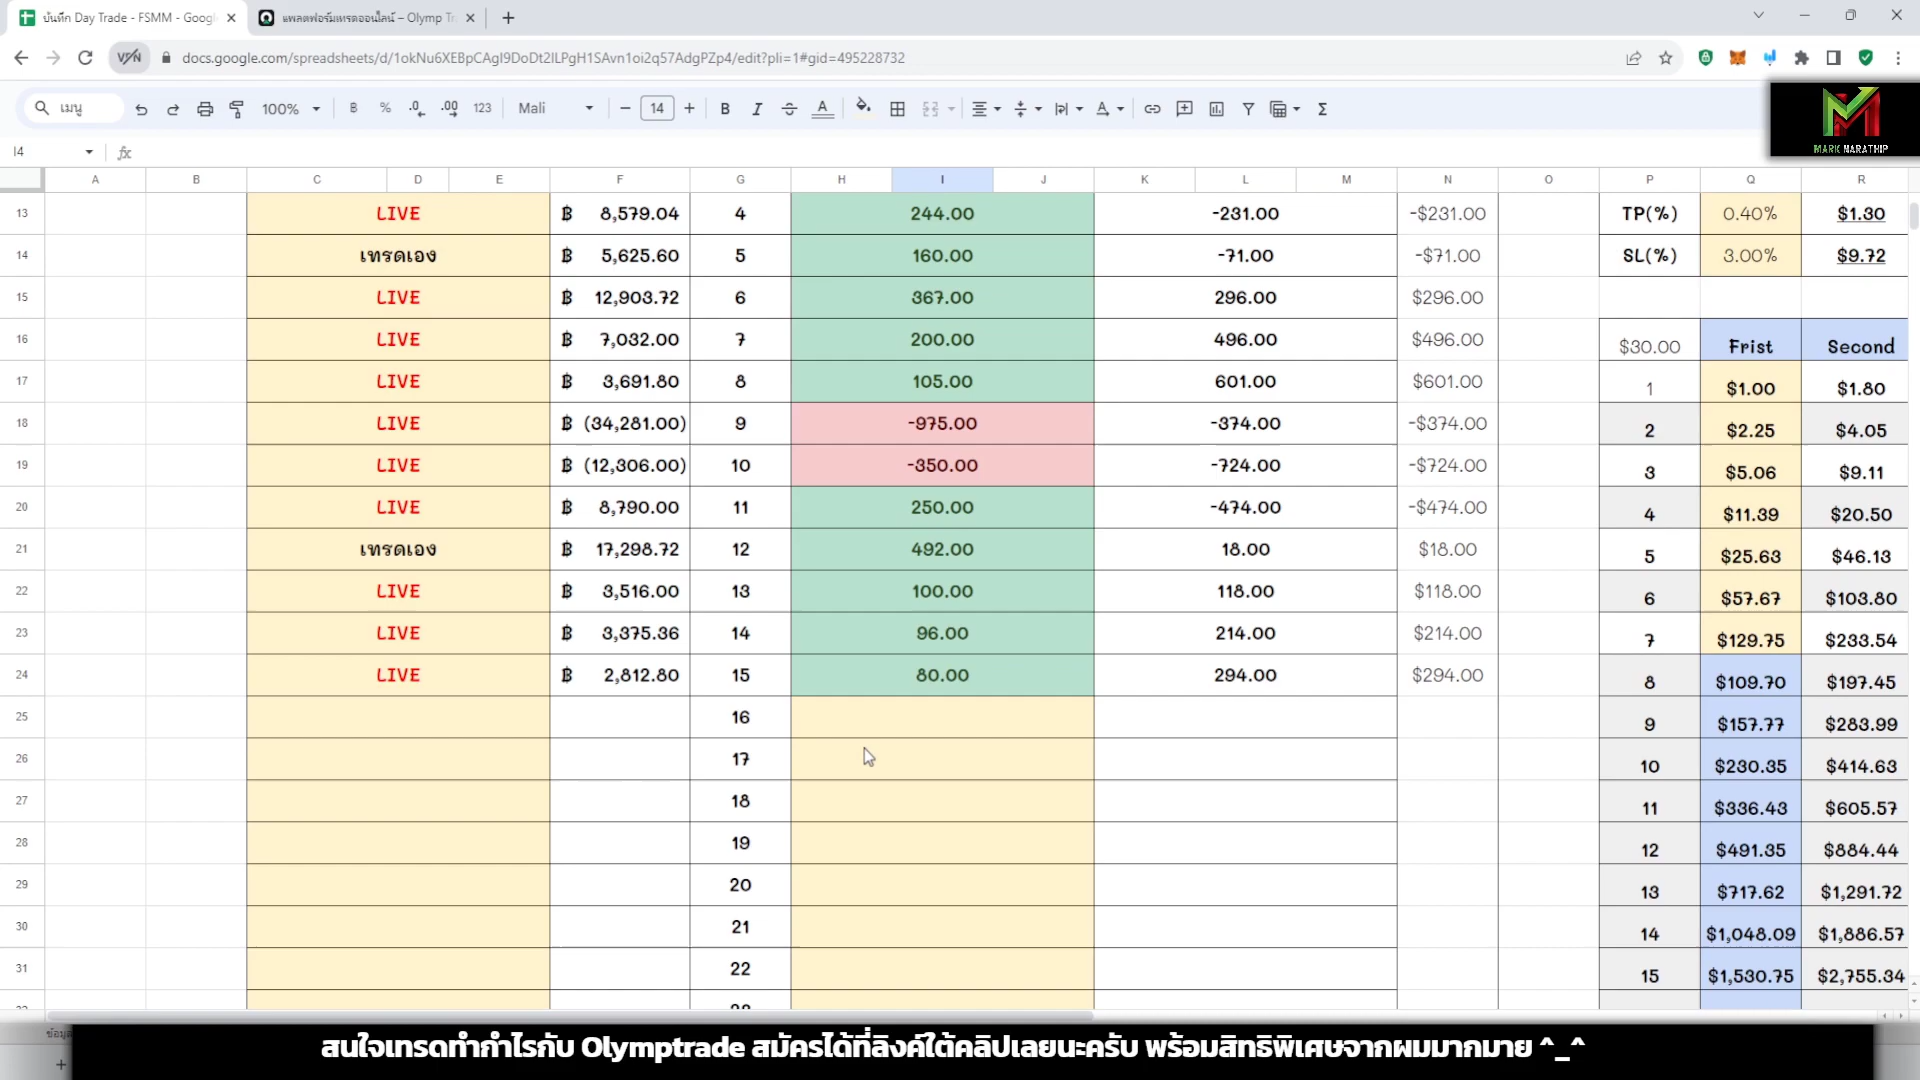 บันทึก Day Trade - FSMM - Goog
แพลตฟอร์มเทรดออนไลน์ – Olymp Tr
docs.google.com/spreadsheets/d/1okNu6XEBpCAgI9DoDt2ILPgH1SAvn1oi2q57AdgPZp4/edit?pli=1#gid=495228732
เมนู 100% ฿ % .0 .00 123 Mali 14 B I A Σ
MARK NARATHIP
I4 fx
A B C D E F G H I J K L M N O P Q R
13 LIVE ฿ 8,579.04 4 244.00 -231.00 -$231.00 TP(%) 0.40% $1.30
14 เทรดเอง ฿ 5,625.60 5 160.00 -71.00 -$71.00 SL(%) 3.00% $9.72
15 LIVE ฿ 12,903.72 6 367.00 296.00 $296.00
16 LIVE ฿ 7,032.00 7 200.00 496.00 $496.00 $30.00 Frist Second
17 LIVE ฿ 3,691.80 8 105.00 601.00 $601.00 1 $1.00 $1.80
18 LIVE ฿ (34,281.00) 9 -975.00 -374.00 -$374.00 2 $2.25 $4.05
19 LIVE ฿ (12,306.00) 10 -350.00 -724.00 -$724.00 3 $5.06 $9.11
20 LIVE ฿ 8,790.00 11 250.00 -474.00 -$474.00 4 $11.39 $20.50
21 เทรดเอง ฿ 17,298.72 12 492.00 18.00 $18.00 5 $25.63 $46.13
22 LIVE ฿ 3,516.00 13 100.00 118.00 $118.00 6 $57.67 $103.80
23 LIVE ฿ 3,375.36 14 96.00 214.00 $214.00 7 $129.75 $233.54
24 LIVE ฿ 2,812.80 15 80.00 294.00 $294.00 8 $109.70 $197.45
25 16 9 $157.77 $283.99
26 17 10 $230.35 $414.63
27 18 11 $336.43 $605.57
28 19 12 $491.35 $884.44
29 20 13 $717.62 $1,291.72
30 21 14 $1,048.09 $1,886.57
31 22 15 $1,530.75 $2,755.34
สนใจเทรดทำกำไรกับ Olymptrade สมัครได้ที่ลิงค์ใต้คลิปเลยนะครับ พร้อมสิทธิพิเศษจากผมมากมาย ^_^